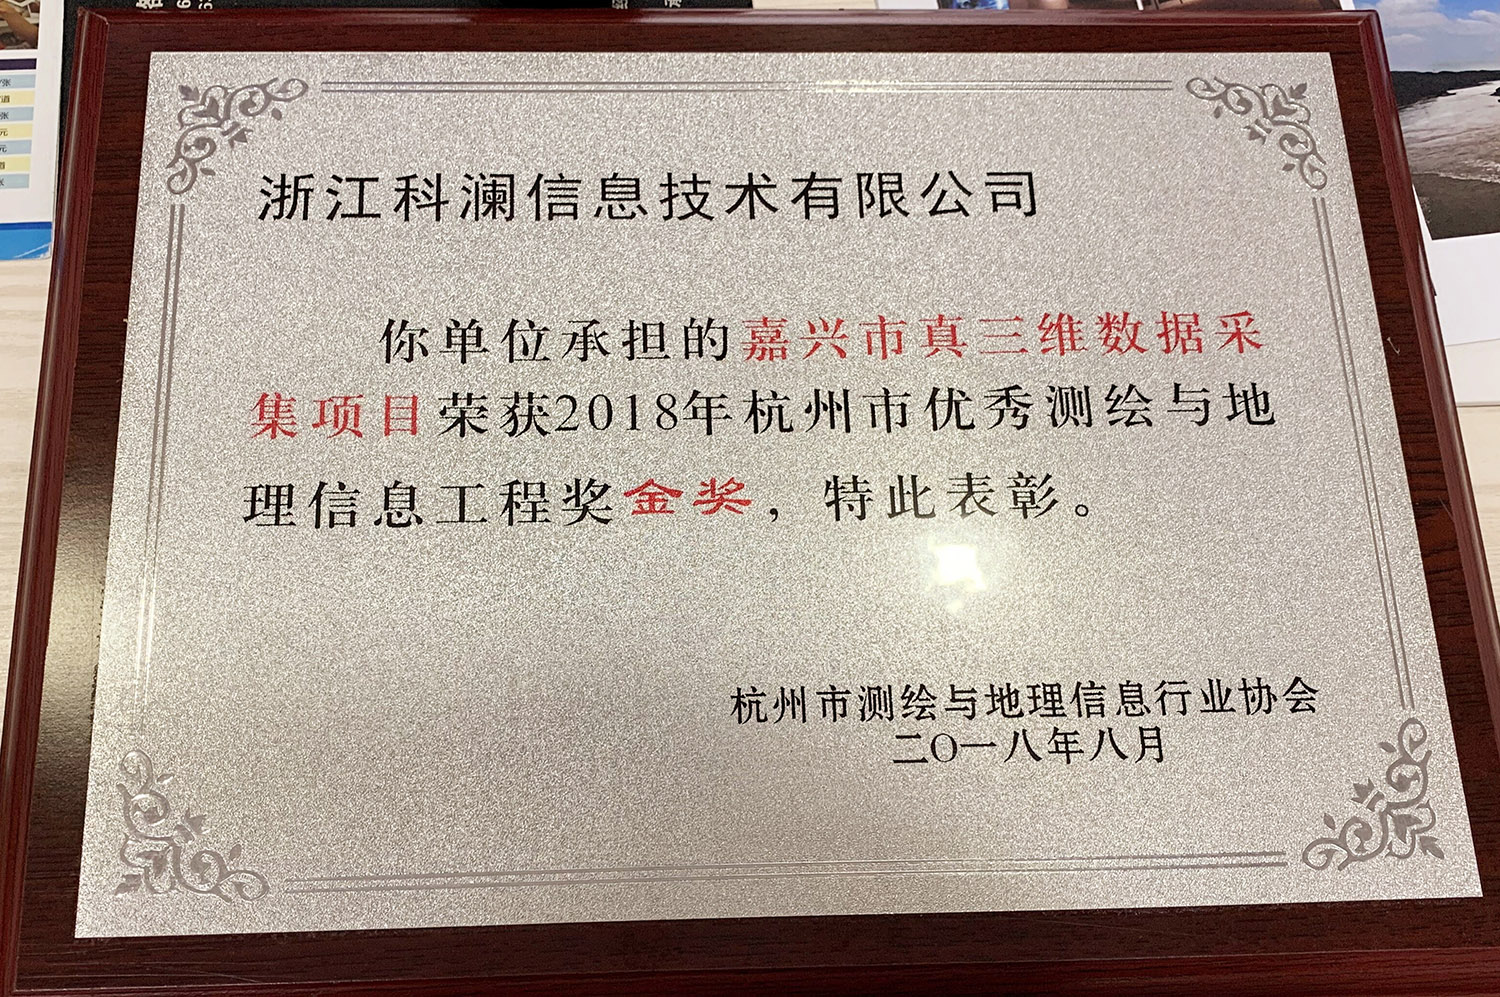 浙江科澜信息技术有限公司
你单位承担的嘉兴市真三维数据采
集项目荣获2018年杭州市优秀测绘与地
理信息工程奖金奖，特此表彰。
杭州市测绘与地理信息行业协会
二〇一八年八月